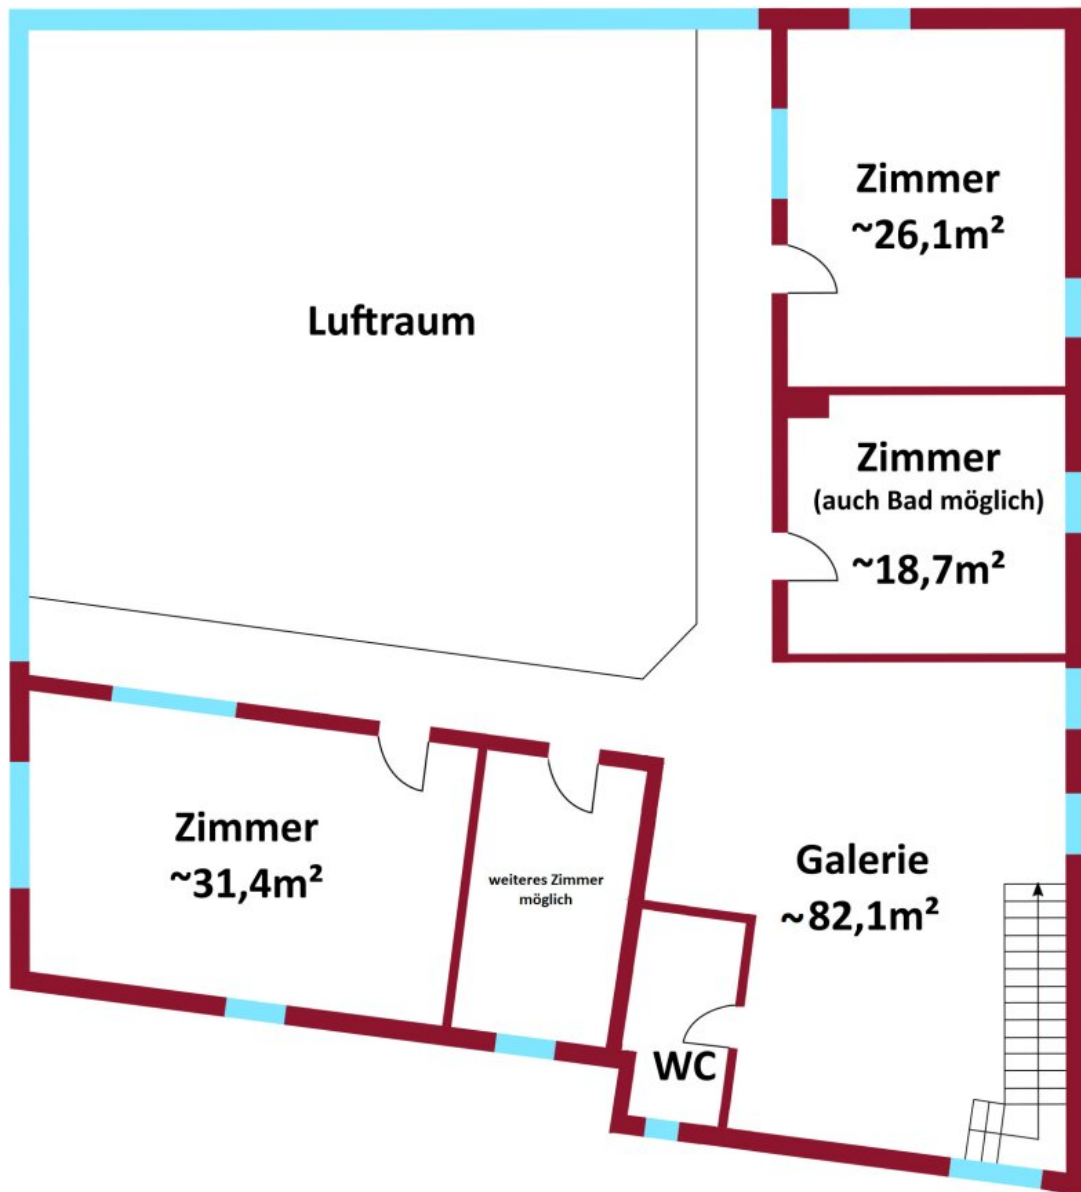 Zimmer
~26,1m²
Luftraum
Zimmer
(auch Bad möglich)
~18,7m²
Zimmer
~31,4m²
weiteres Zimmer
möglich
Galerie
~82,1m²
WC